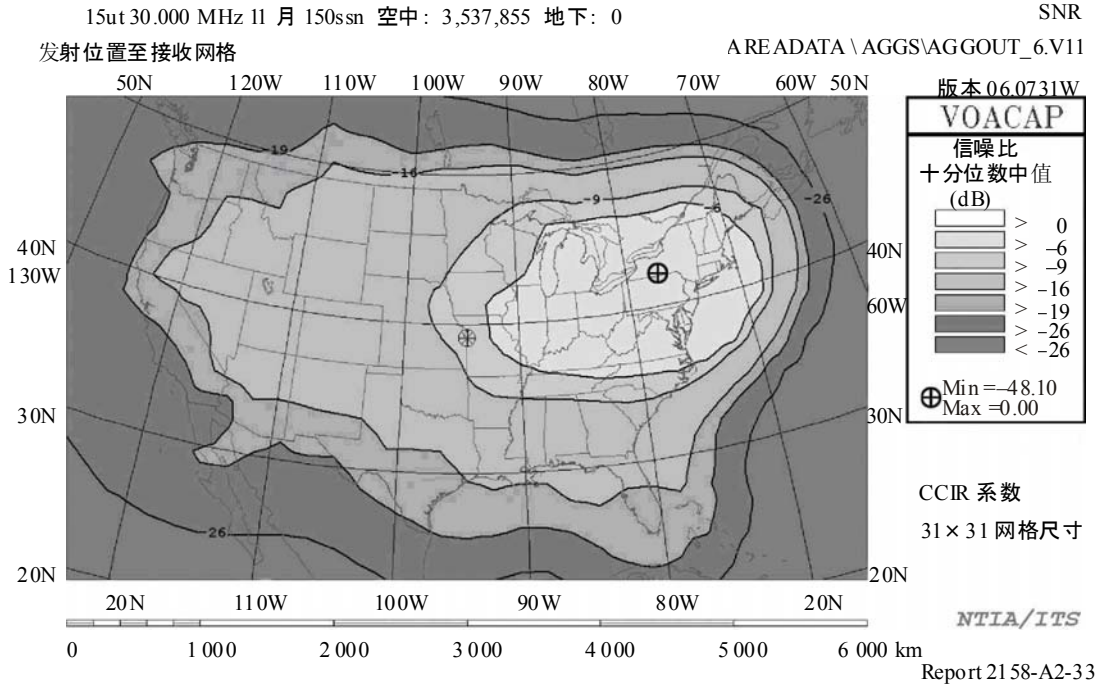 15ut 30.000 MHz 11 月 150ssn 空中: 3,537,855 地下: 0
SNR
发射位置至接收网格
AREADATA\AGGS\AGGOUT_6.V11
50N 120W 110W 100W 90W 80W 70W 60W 50N
版本 06.0731W
VOACAP
信噪比
十分位数中值
(dB)
> 0
> –6
> –9
> –16
> –19
> –26
< –26
Min =–48.10
Max =0.00
-19
-16
-9
-6
-26
40N
130W
40N
60W
30N
30N
26
20N
20N
CCIR 系数
31×31 网格尺寸
20N 110W 100W 90W 80W 20N
NTIA/ITS
0 1 000 2 000 3 000 4 000 5 000 6 000 km
Report 2158-A2-33